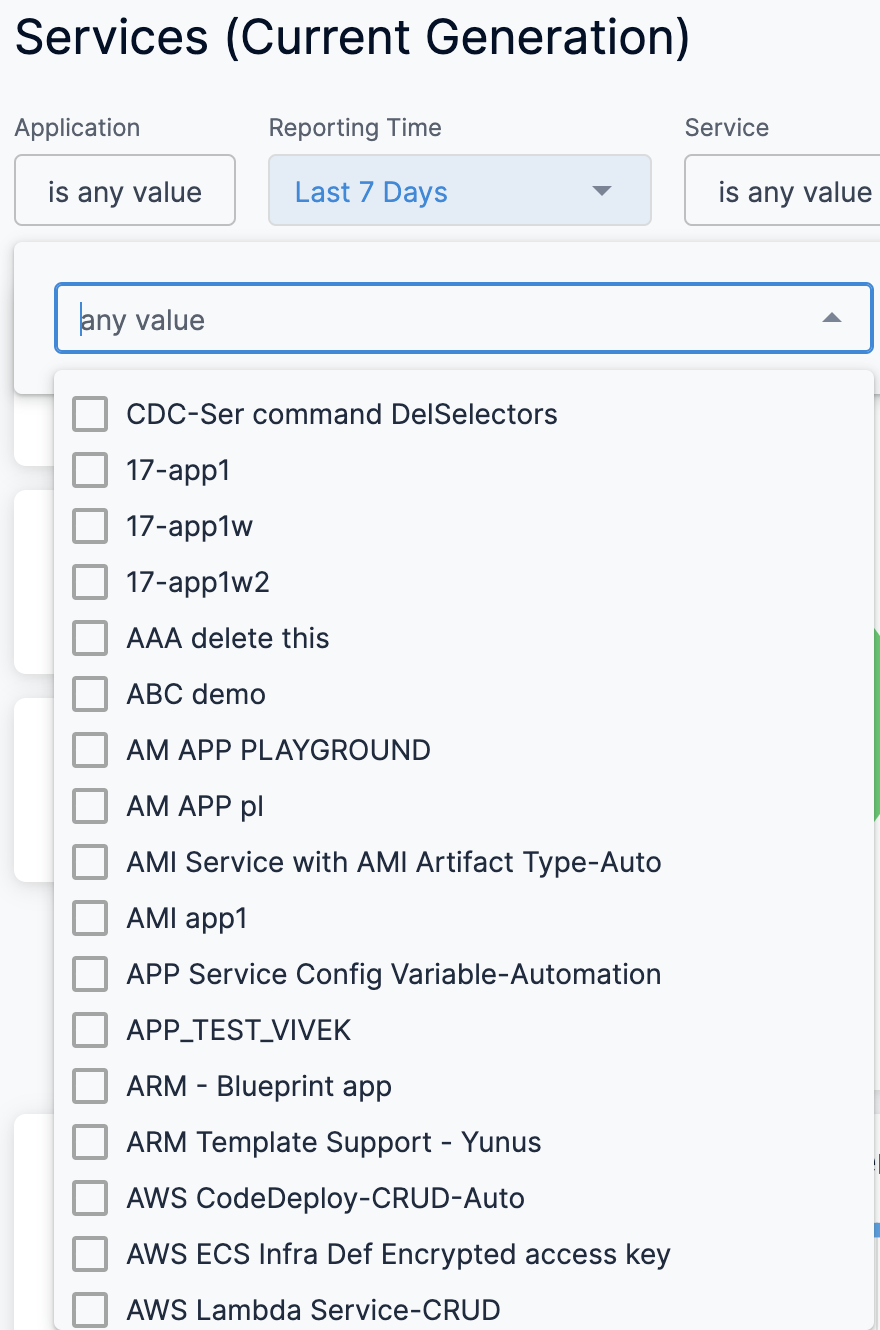 Services (Current Generation)
Application Reporting Time Service
is any value Last 7 Days is any value
any value
CDC-Ser command DelSelectors
17-app1
17-app1w
17-app1w2
AAA delete this
ABC demo
AM APP PLAYGROUND
AM APP pl
AMI Service with AMI Artifact Type-Auto
AMI app1
APP Service Config Variable-Automation
APP_TEST_VIVEK
ARM - Blueprint app
ARM Template Support - Yunus
AWS CodeDeploy-CRUD-Auto
AWS ECS Infra Def Encrypted access key
AWS Lambda Service-CRUD